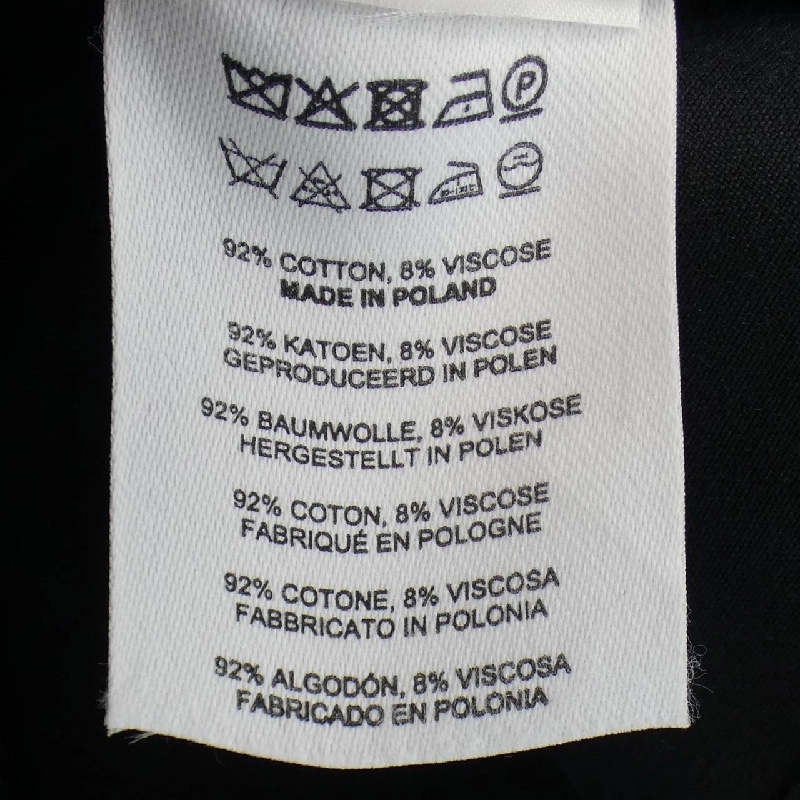 P
92% COTTON, 8% VISCOSE
MADE IN POLAND
92% KATOEN, 8% VISCOSE
GEPRODUCEERD IN POLEN
92% BAUMWOLLE, 8% VISKOSE
HERGESTELLT IN POLEN
92% COTON, 8% VISCOSE
FABRIQUÉ EN POLOGNE
92% COTONE, 8% VISCOSA
FABBRICATO IN POLONIA
92% ALGODÓN, 8% VISCOSA
FABRICADO EN POLONIA